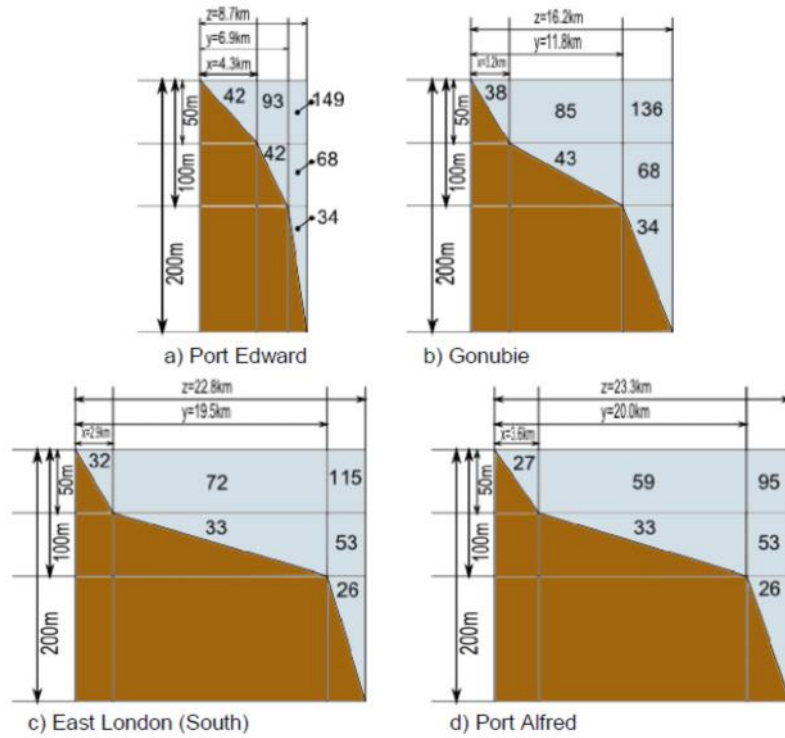 z=8.7km
y=6.9km
x=4.3km
42 93 149
50m
42
68
100m
34
200m
a) Port Edward
z=16.2km
y=11.8km
x=3.2km
38
85 136
50m
43 68
100m
34
200m
b) Gonubie
z=22.8km
y=19.5km
x=2.9km
32
72 115
50m
33 53
100m
26
200m
c) East London (South)
z=23.3km
y=20.0km
x=3.6km
27
59 95
50m
33 53
100m
26
200m
d) Port Alfred